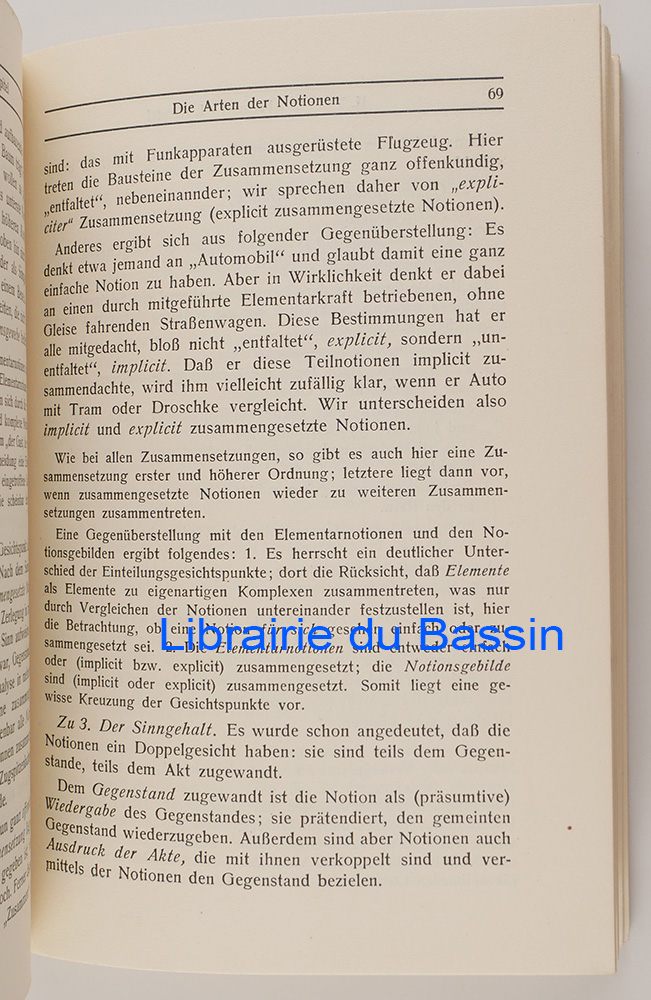 Die Arten der Notionen 69
sind: das mit Funkapparaten ausgerüstete Flugzeug. Hier
treten die Bausteine der Zusammensetzung ganz offenkundig,
„entfaltet“, nebeneinannder; wir sprechen daher von „expli-
citer“ Zusammensetzung (explicit zusammengesetzte Notionen).
Anderes ergibt sich aus folgender Gegenüberstellung: Es
denkt etwa jemand an „Automobil“ und glaubt damit eine ganz
einfache Notion zu haben. Aber in Wirklichkeit denkt er dabei
an einen durch mitgeführte Elementarkraft betriebenen, ohne
Gleise fahrenden Straßenwagen. Diese Bestimmungen hat er
alle mitgedacht, bloß nicht „entfaltet“, explicit, sondern „un-
entfaltet“, implicit. Daß er diese Teilnotionen implicit zu-
sammendachte, wird ihm vielleicht zufällig klar, wenn er Auto
mit Tram oder Droschke vergleicht. Wir unterscheiden also
implicit und explicit zusammengesetzte Notionen.
Wie bei allen Zusammensetzungen, so gibt es auch hier eine Zu-
sammensetzung erster und höherer Ordnung; letztere liegt dann vor,
wenn zusammengesetzte Notionen wieder zu weiteren Zusammen-
setzungen zusammentreten.
Eine Gegenüberstellung mit den Elementarnotionen und den No-
tionsgebilden ergibt folgendes: 1. Es herrscht ein deutlicher Unter-
schied der Einteilungsgesichtspunkte; dort die Rücksicht, daß Elemente
als Elemente zu eigenartigen Komplexen zusammentreten, was nur
durch Vergleichen der Notionen untereinander festzustellen ist, hier
die Betrachtung, ob eine Notion für sich gesehen einfach oder zu-
sammengesetzt sei. 2. Die Elementarnotionen sind entweder einfach
oder (implicit bzw. explicit) zusammengesetzt; die Notionsgebilde
sind (implicit oder explicit) zusammengesetzt. Somit liegt eine ge-
wisse Kreuzung der Gesichtspunkte vor.
Librairie du Bassin
Zu 3. Der Sinngehalt. Es wurde schon angedeutet, daß die
Notionen ein Doppelgesicht haben: sie sind teils dem Gegen-
stande, teils dem Akt zugewandt.
Dem Gegenstand zugewandt ist die Notion als (präsumtive)
Wiedergabe des Gegenstandes; sie prätendiert, den gemeinten
Gegenstand wiederzugeben. Außerdem sind aber Notionen auch
Ausdruck der Akte, die mit ihnen verkoppelt sind und ver-
mittels der Notionen den Gegenstand bezielen.